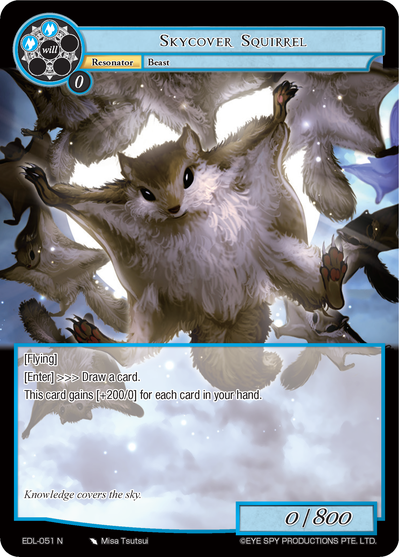 Skycover Squirrel
will
Resonator Beast
0
[Flying]
[Enter] >>> Draw a card.
This card gains [+200/0] for each card in your hand.
Knowledge covers the sky.
0/800
EDL-051 N Misa Tsutsui ©EYE SPY PRODUCTIONS PTE. LTD.